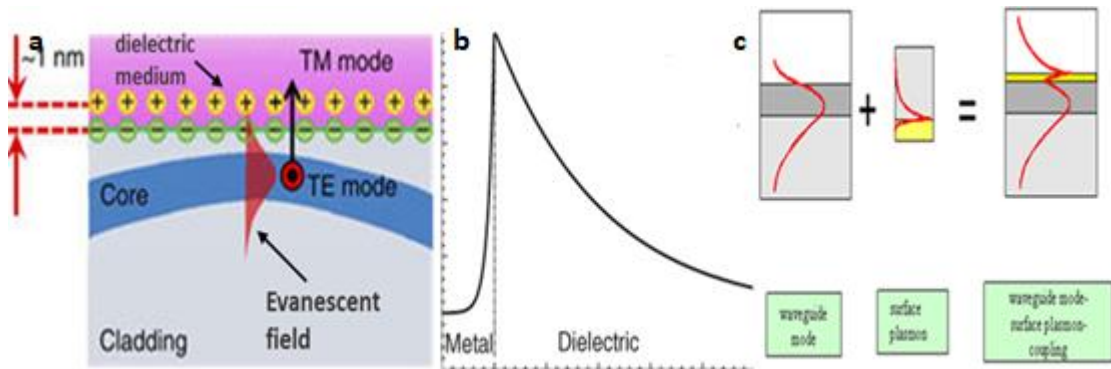 a
~1 nm
dielectric
medium
TM mode
+ + + + + + + + + + +
− − − − − − − − − − −
Core
TE mode
Evanescent
field
Cladding
b
Metal
Dielectric
c
+
=
waveguide
mode
surface
plasmon
waveguide mode-
surface plasmon-
coupling